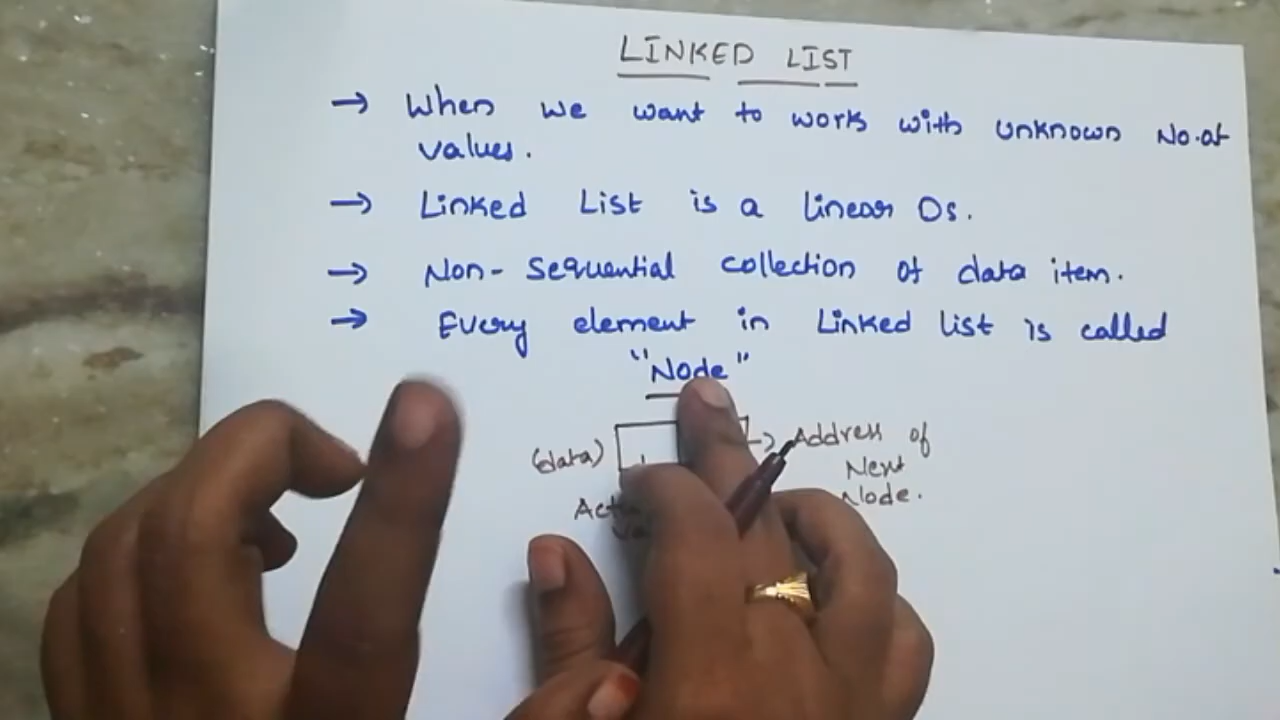 LINKED LIST
→ When we want to work with unknown No.of
values.
→ Linked List is a linear Ds.
→ Non-Sequential collection of data item.
→ Every element in Linked list is called
"Node"
(data) → Address of
Next
Node.